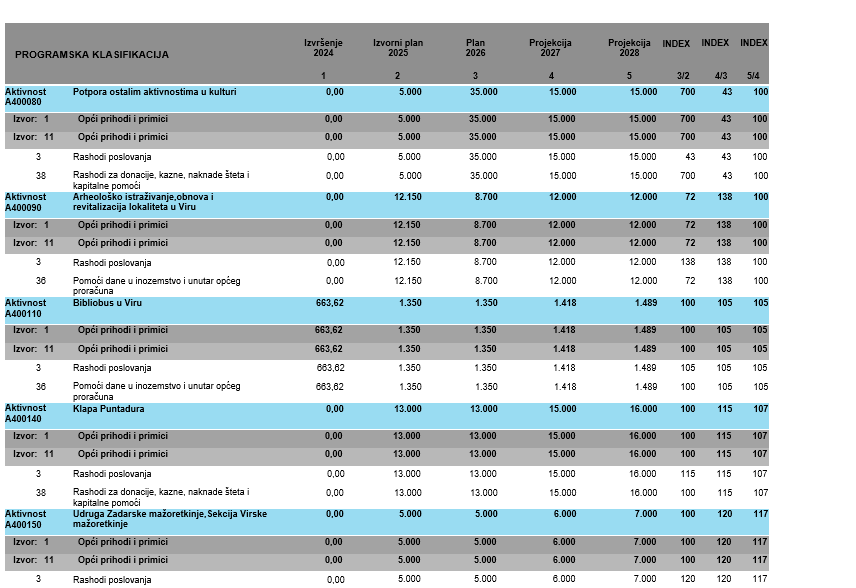 PROGRAMSKA KLASIFIKACIJA Izvršenje 2024 Izvorni plan 2025 Plan 2026 Projekcija 2027 Projekcija 2028 INDEX INDEX INDEX
1 2 3 4 5 3/2 4/3 5/4
Aktivnost A400080 Potpora ostalim aktivnostima u kulturi 0,00 5.000 35.000 15.000 15.000 700 43 100
Izvor: 1 Opći prihodi i primici 0,00 5.000 35.000 15.000 15.000 700 43 100
Izvor: 11 Opći prihodi i primici 0,00 5.000 35.000 15.000 15.000 700 43 100
3 Rashodi poslovanja 0,00 5.000 35.000 15.000 15.000 43 43 100
38 Rashodi za donacije, kazne, naknade šteta i kapitalne pomoći 0,00 5.000 35.000 15.000 15.000 700 43 100
Aktivnost A400090 Arheološko istraživanje,obnova i revitalizacija lokaliteta u Viru 0,00 12.150 8.700 12.000 12.000 72 138 100
Izvor: 1 Opći prihodi i primici 0,00 12.150 8.700 12.000 12.000 72 138 100
Izvor: 11 Opći prihodi i primici 0,00 12.150 8.700 12.000 12.000 72 138 100
3 Rashodi poslovanja 0,00 12.150 8.700 12.000 12.000 138 138 100
36 Pomoći dane u inozemstvo i unutar općeg proračuna 0,00 12.150 8.700 12.000 12.000 72 138 100
Aktivnost A400110 Bibliobus u Viru 663,62 1.350 1.350 1.418 1.489 100 105 105
Izvor: 1 Opći prihodi i primici 663,62 1.350 1.350 1.418 1.489 100 105 105
Izvor: 11 Opći prihodi i primici 663,62 1.350 1.350 1.418 1.489 100 105 105
3 Rashodi poslovanja 663,62 1.350 1.350 1.418 1.489 105 105 105
36 Pomoći dane u inozemstvo i unutar općeg proračuna 663,62 1.350 1.350 1.418 1.489 100 105 105
Aktivnost A400140 Klapa Puntadura 0,00 13.000 13.000 15.000 16.000 100 115 107
Izvor: 1 Opći prihodi i primici 0,00 13.000 13.000 15.000 16.000 100 115 107
Izvor: 11 Opći prihodi i primici 0,00 13.000 13.000 15.000 16.000 100 115 107
3 Rashodi poslovanja 0,00 13.000 13.000 15.000 16.000 115 115 107
38 Rashodi za donacije, kazne, naknade šteta i kapitalne pomoći 0,00 13.000 13.000 15.000 16.000 100 115 107
Aktivnost A400150 Udruga Zadarske mažoretkinje,Sekcija Virske mažoretkinje 0,00 5.000 5.000 6.000 7.000 100 120 117
Izvor: 1 Opći prihodi i primici 0,00 5.000 5.000 6.000 7.000 100 120 117
Izvor: 11 Opći prihodi i primici 0,00 5.000 5.000 6.000 7.000 100 120 117
3 Rashodi poslovanja 0,00 5.000 5.000 6.000 7.000 120 120 117